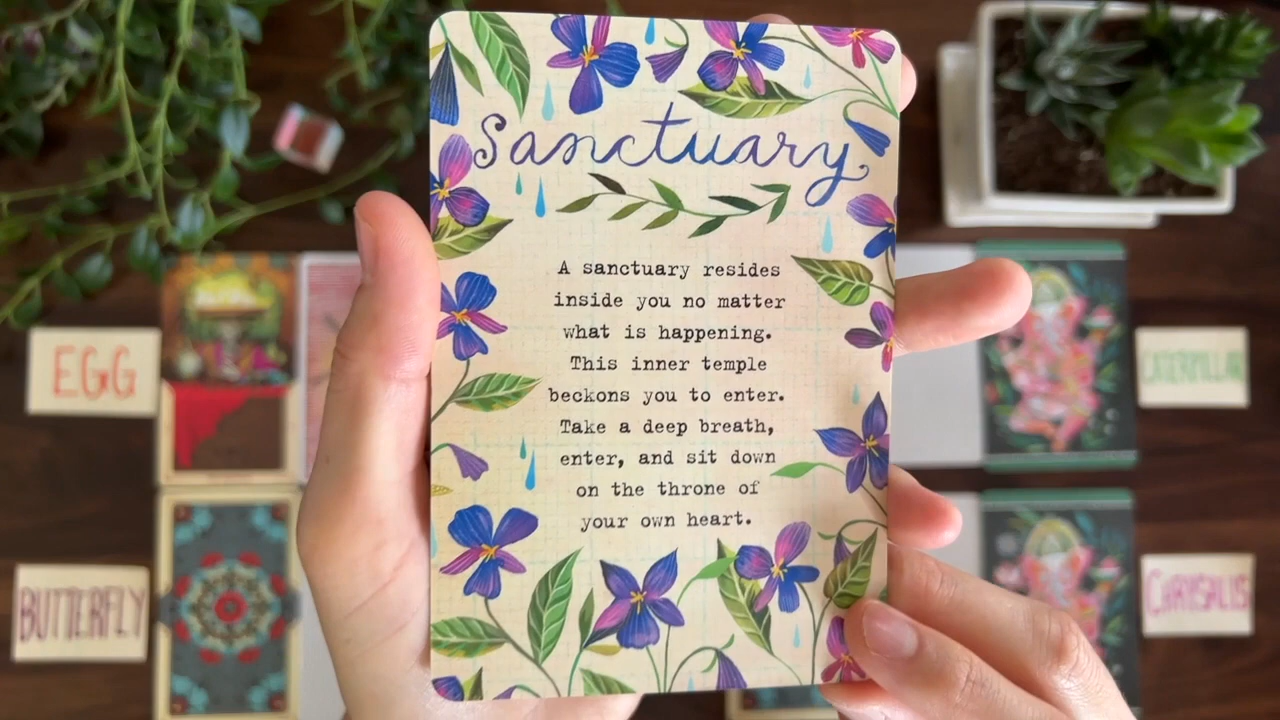 Sanctuary
A sanctuary resides
inside you no matter
what is happening.
This inner temple
beckons you to enter.
Take a deep breath,
enter, and sit down
on the throne of
your own heart.
EGG
CATERPILLAR
BUTTERFLY
CHRYSALIS